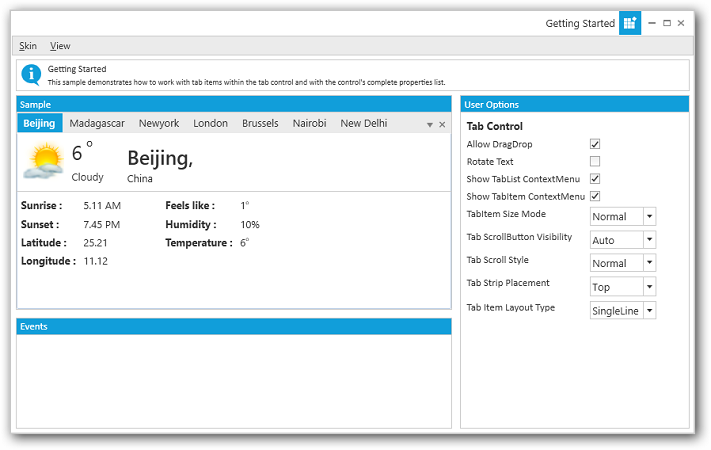 Getting Started
Skin View
Getting Started
This sample demonstrates how to work with tab items within the tab control and with the control's complete properties list.
Sample
Beijing Madagascar Newyork London Brussels Nairobi New Delhi
6 °
Cloudy
Beijing,
China
Sunrise : 5.11 AM Feels like : 1°
Sunset : 7.45 PM Humidity : 10%
Latitude : 25.21 Temperature : 6°
Longitude : 11.12
Events
User Options
Tab Control
Allow DragDrop
Rotate Text
Show TabList ContextMenu
Show TabItem ContextMenu
TabItem Size Mode Normal
Tab ScrollButton Visibility Auto
Tab Scroll Style Normal
Tab Strip Placement Top
Tab Item Layout Type SingleLine